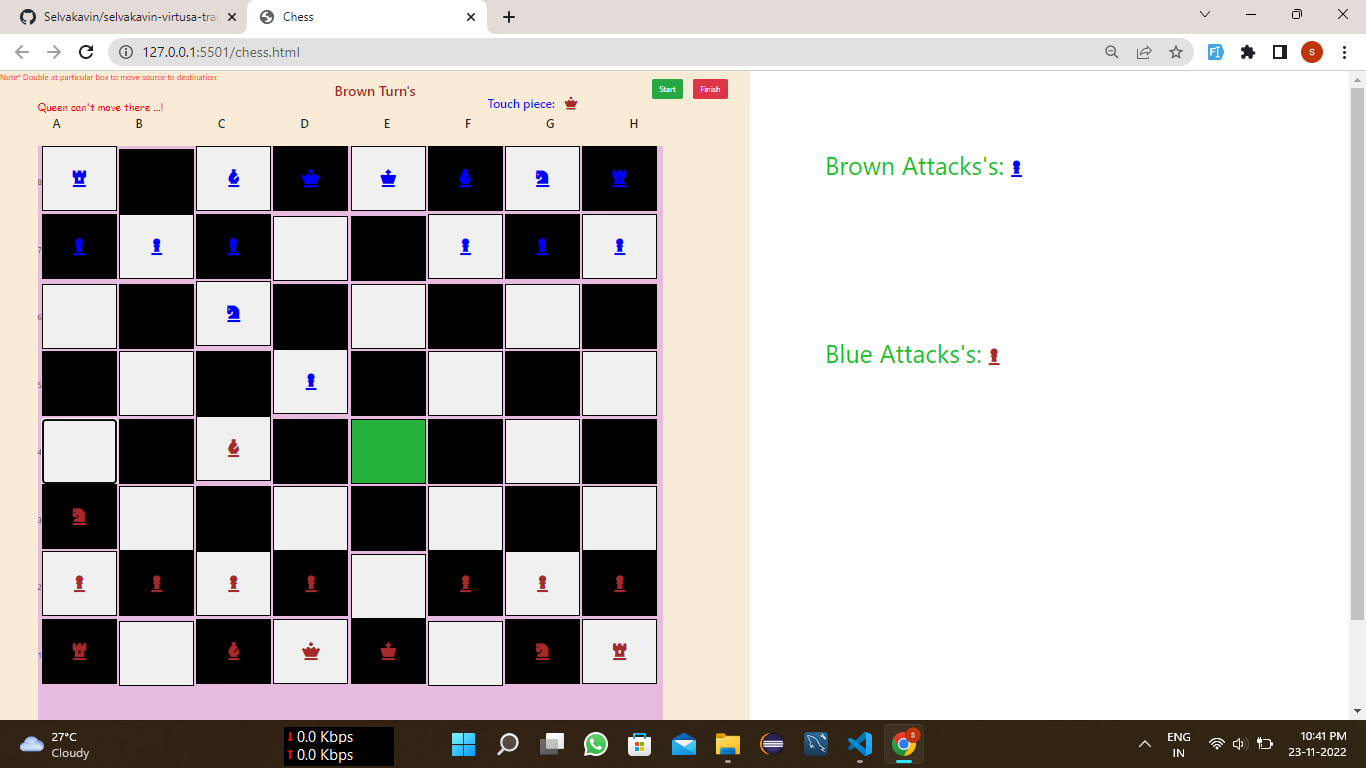 Selvakavin/selvakavin-virtusa-tra
Chess
127.0.0.1:5501/chess.html
S
Note* Double at particular box to move source to destination:
Brown Turn's
Start
Finish
Queen can't move there ...!
Touch piece:
A B C D E F G H
8
7
6
5
4
3
2
1
Brown Attacks's:
Blue Attacks's:
27°C
Cloudy
0.0 Kbps
0.0 Kbps
ENG
IN
10:41 PM
23-11-2022